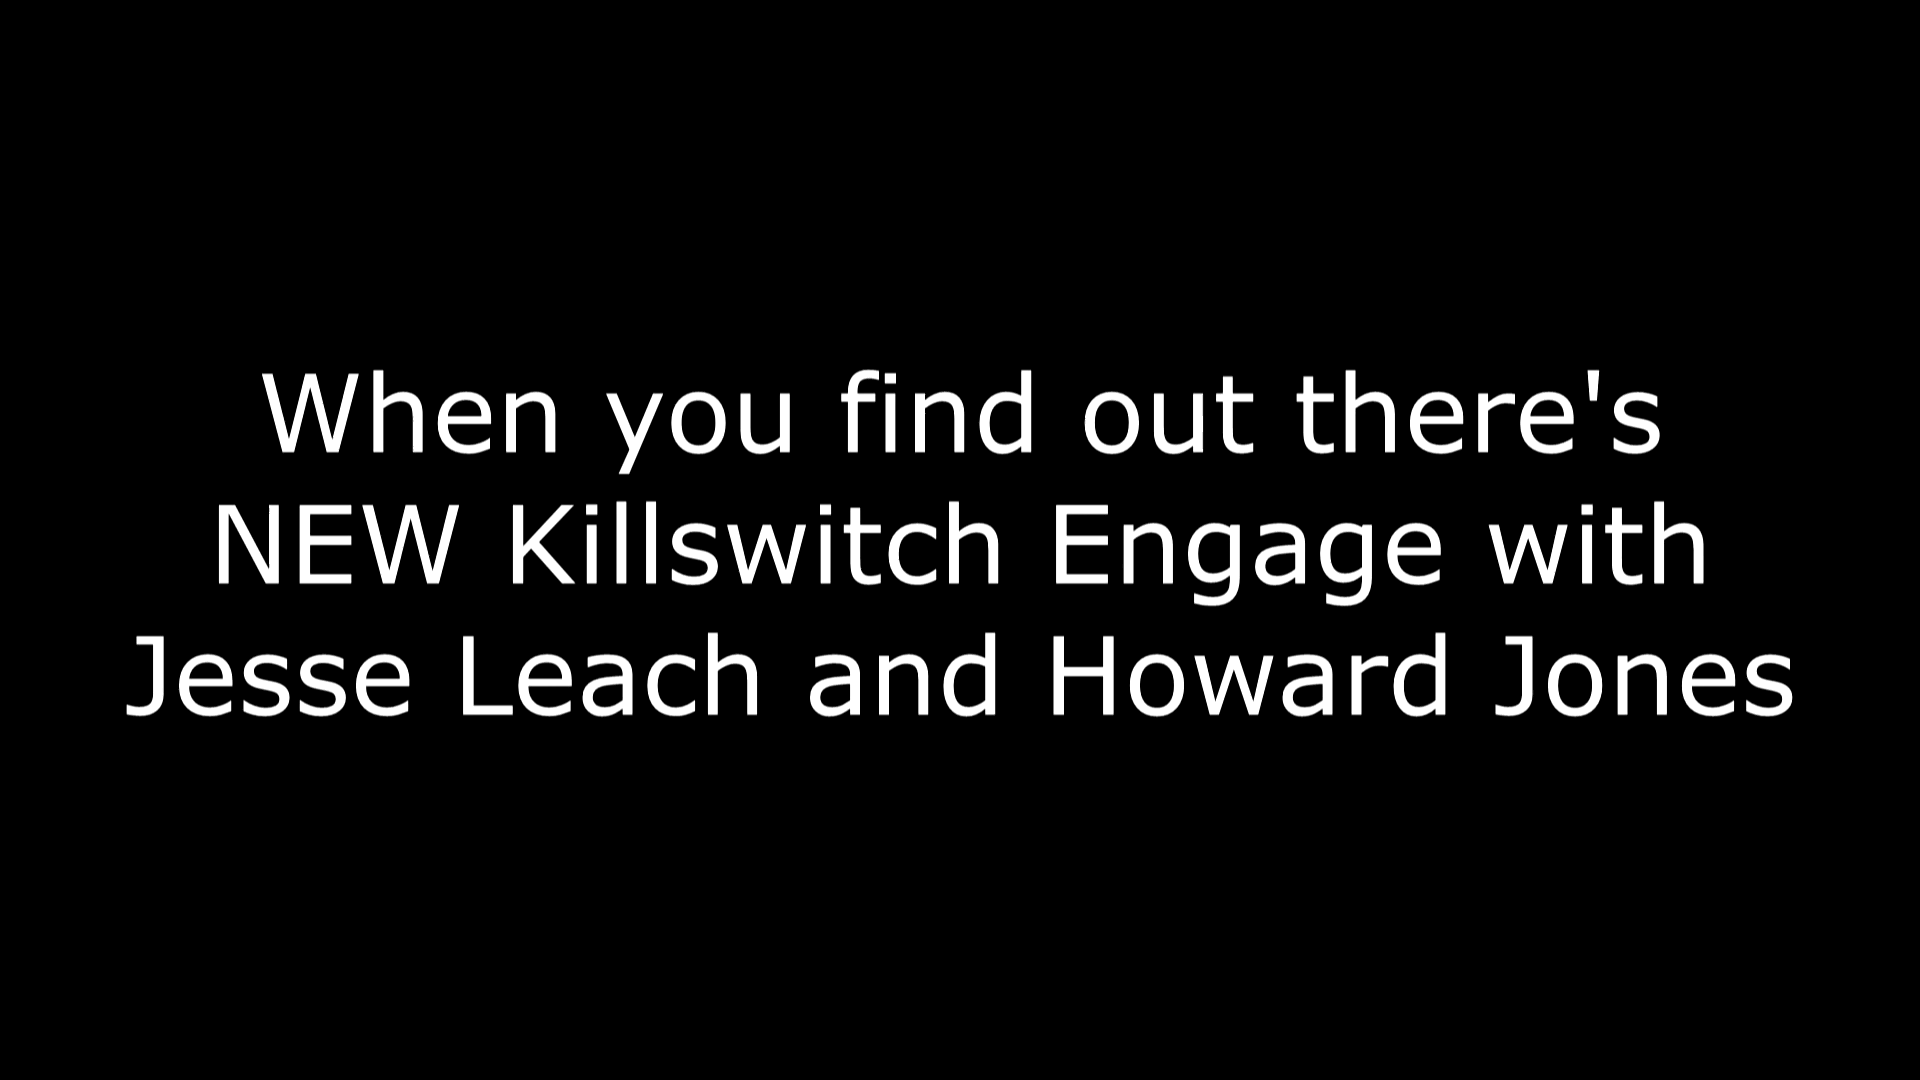 When you find out there's
NEW Killswitch Engage with
Jesse Leach and Howard Jones